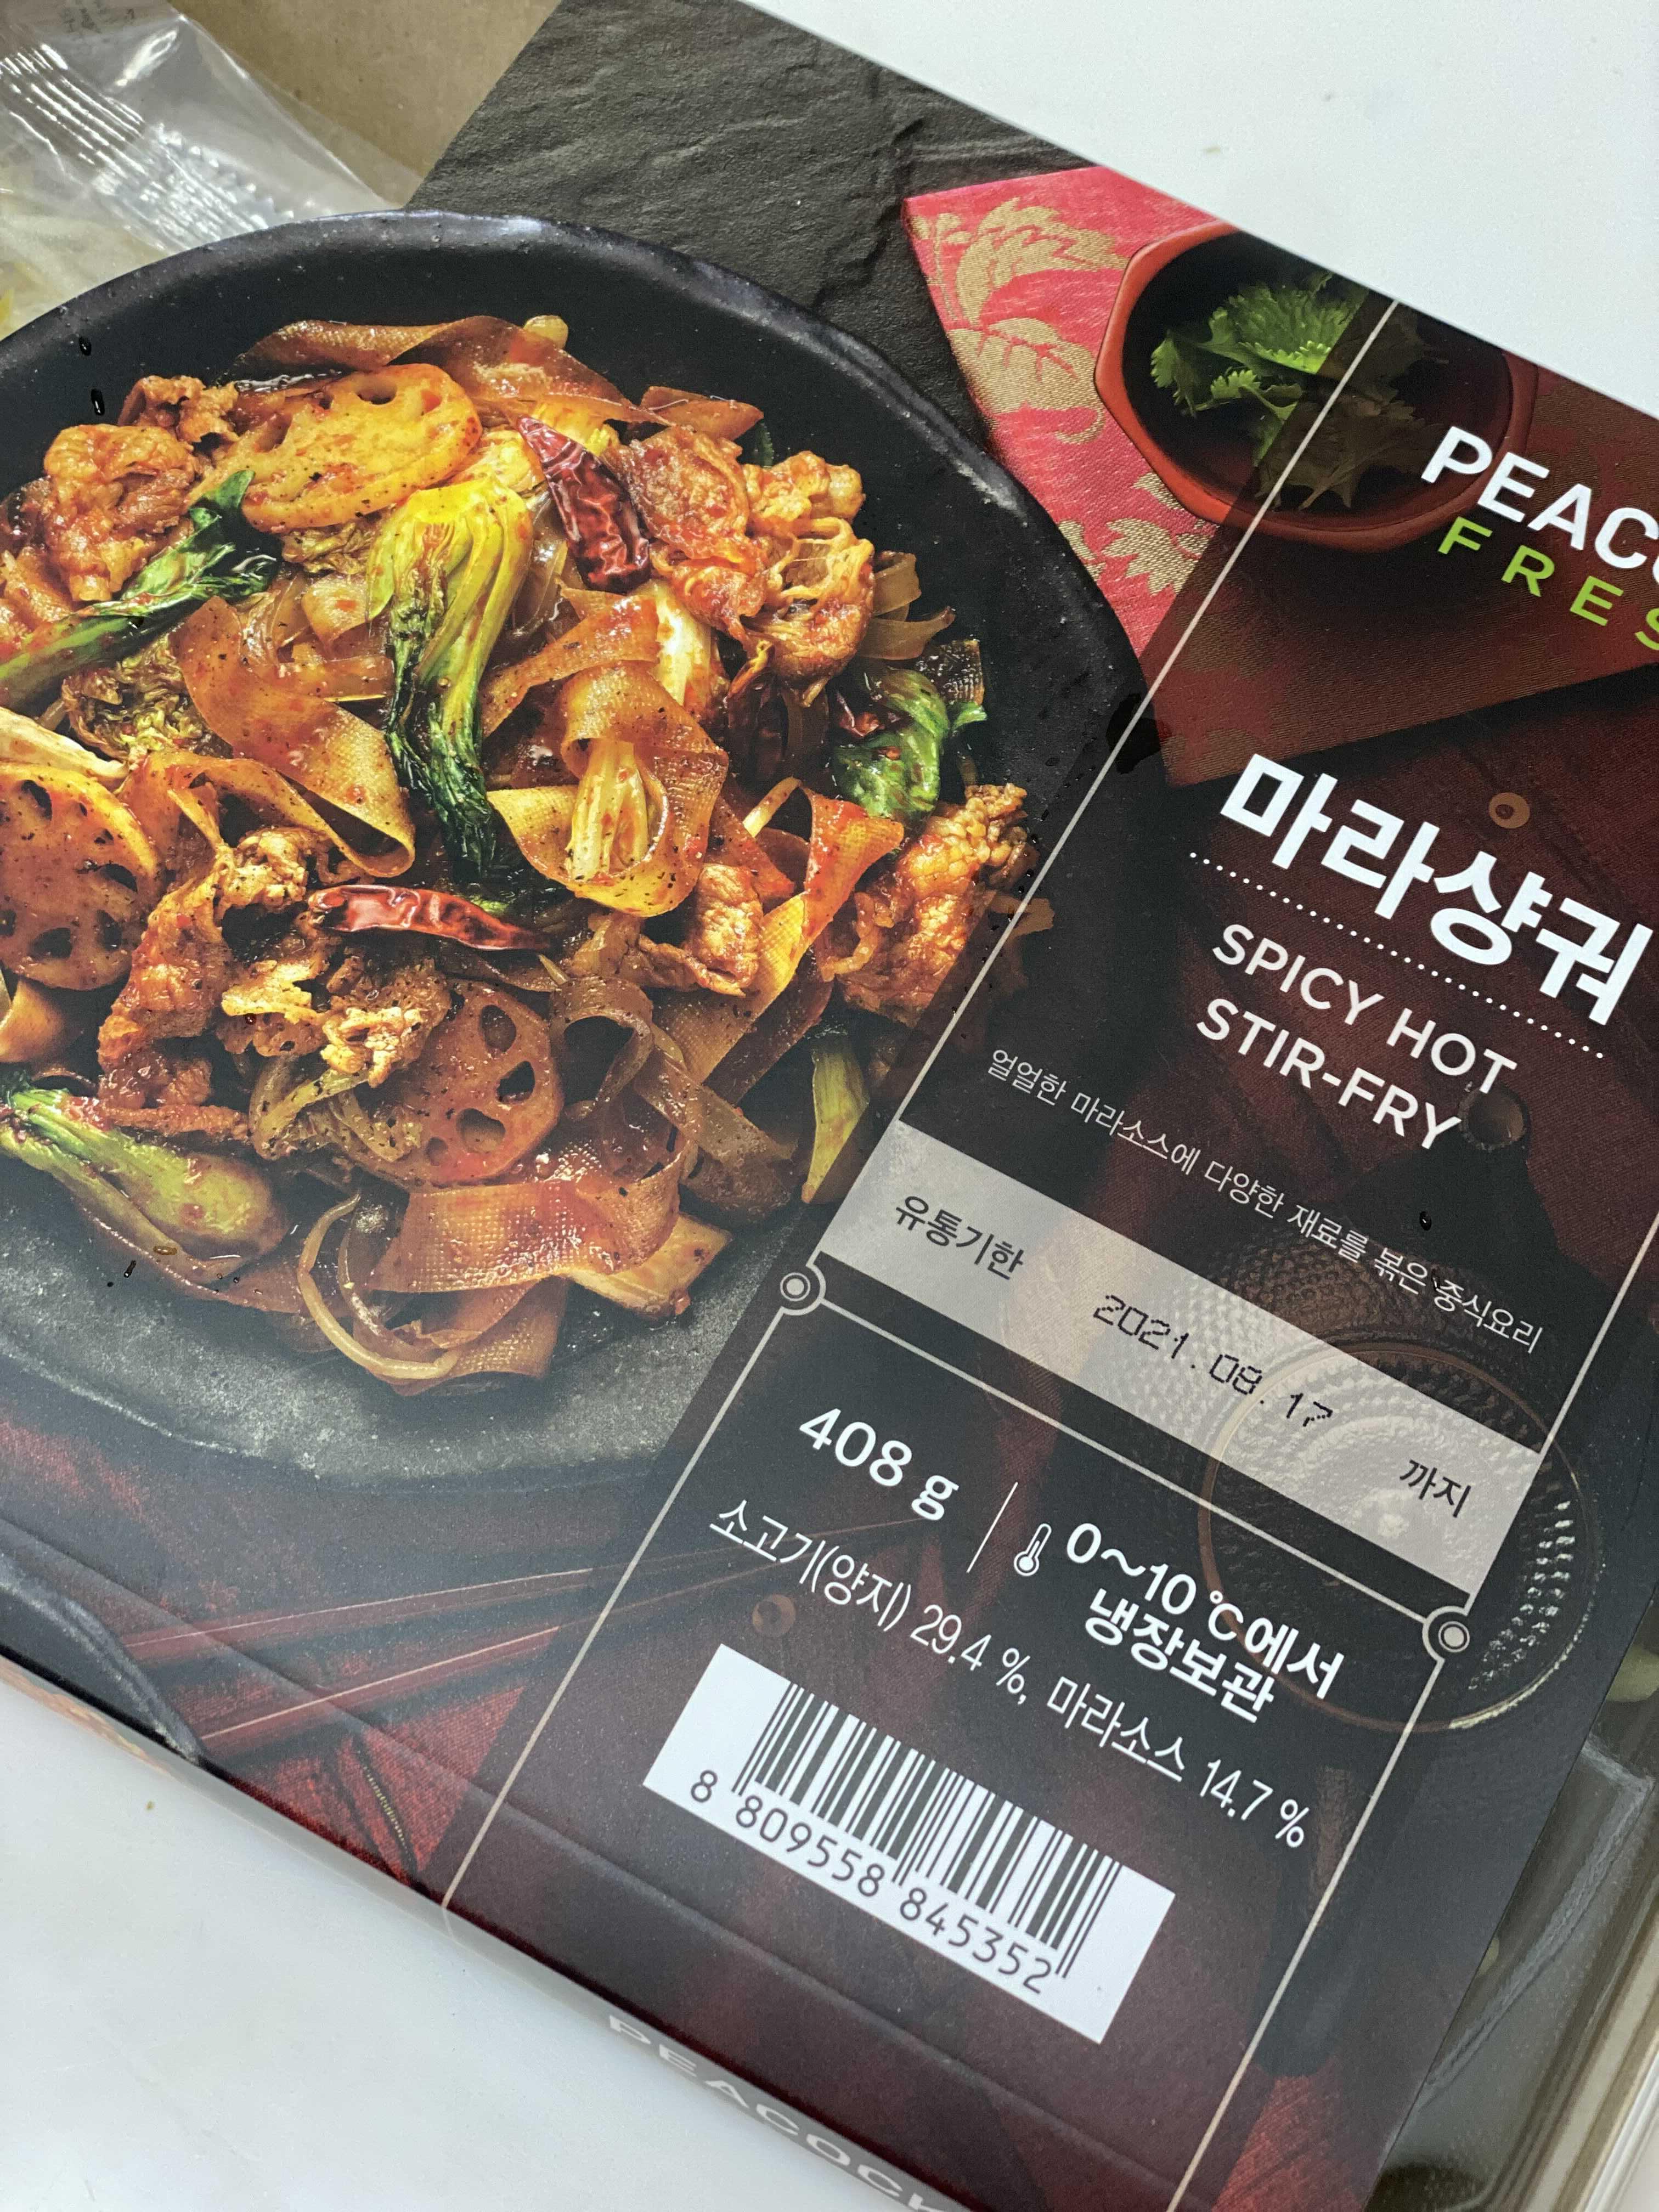 PEACO
FRES
마라샹궈
SPICY HOT
STIR-FRY
얼얼한 마라소스에 다양한 재료를 볶은 중식요리
유통기한 2021.08.17 까지
408 g
0~10 ℃에서
냉장보관
소고기(양지) 29.4 %, 마라소스 14.7 %
8 809558 845352
PEACOCK